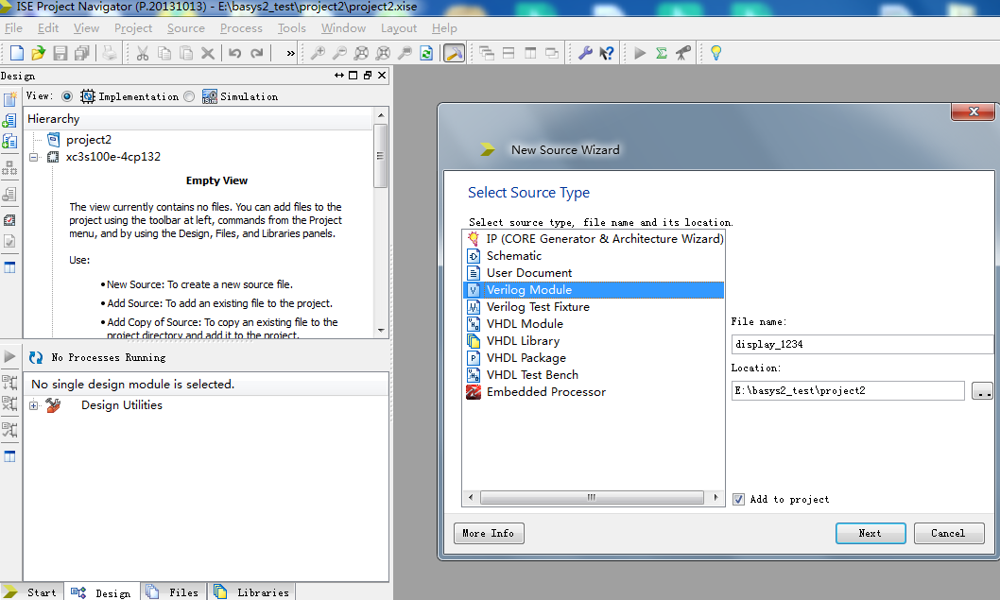 ISE Project Navigator (P.20131013) - E:\basys2_test\project2\project2.xise
File Edit View Project Source Process Tools Window Layout Help
»
Design
View: Implementation Simulation
Hierarchy
project2
xc3s100e-4cp132
Empty View
The view currently contains no files. You can add files to the
project using the toolbar at left, commands from the Project
menu, and by using the Design, Files, and Libraries panels.
Use:
•New Source: To create a new source file.
•Add Source: To add an existing file to the project.
•Add Copy of Source: To copy an existing file to the
project directory and add it to the project.
No Processes Running
No single design module is selected.
Design Utilities
Start Design Files Libraries
New Source Wizard
Select Source Type
Select source type, file name and its location.
IP (CORE Generator & Architecture Wizard)
Schematic
User Document
Verilog Module
Verilog Test Fixture
VHDL Module
VHDL Library
VHDL Package
VHDL Test Bench
Embedded Processor
File name:
display_1234
Location:
E:\basys2_test\project2
..
Add to project
More Info Next Cancel